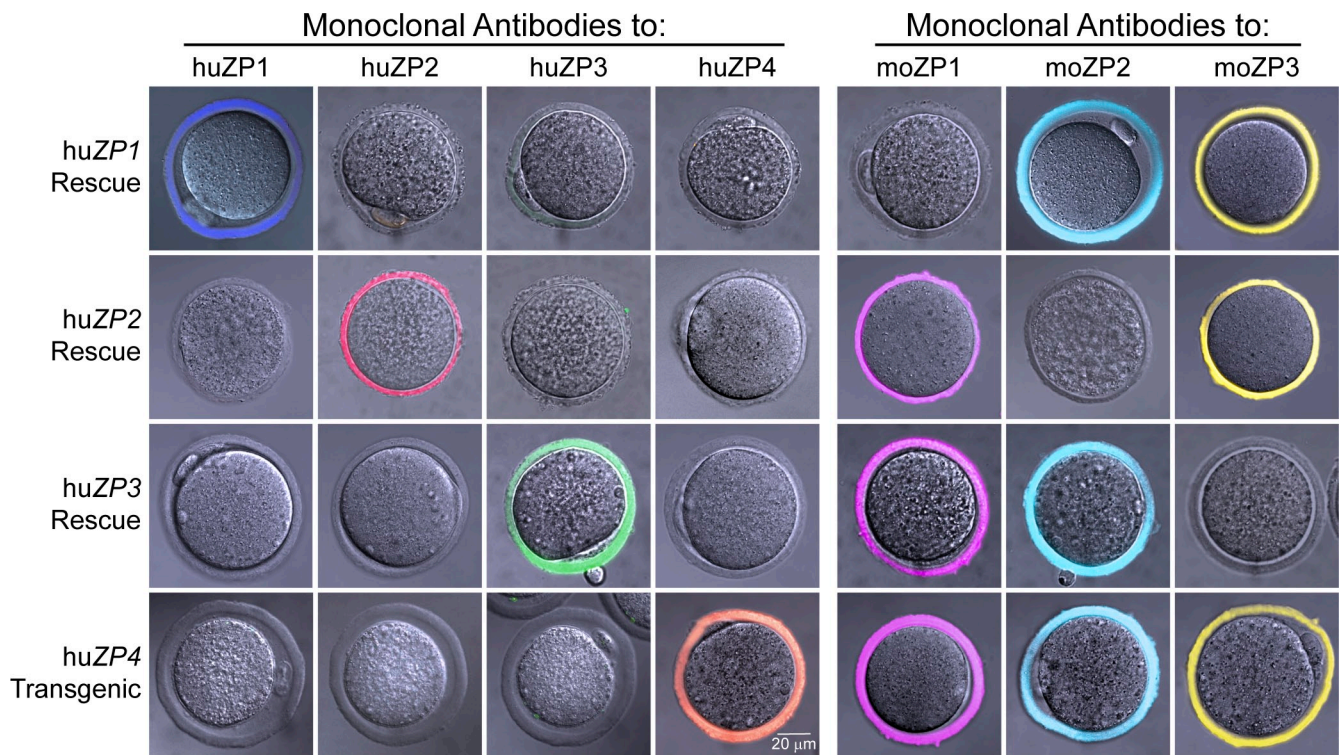 Monoclonal Antibodies to:
Monoclonal Antibodies to:
huZP1
huZP2
huZP3
huZP4
moZP1
moZP2
moZP3
huZP1
Rescue
huZP2
Rescue
huZP3
Rescue
huZP4
Transgenic
20 µm